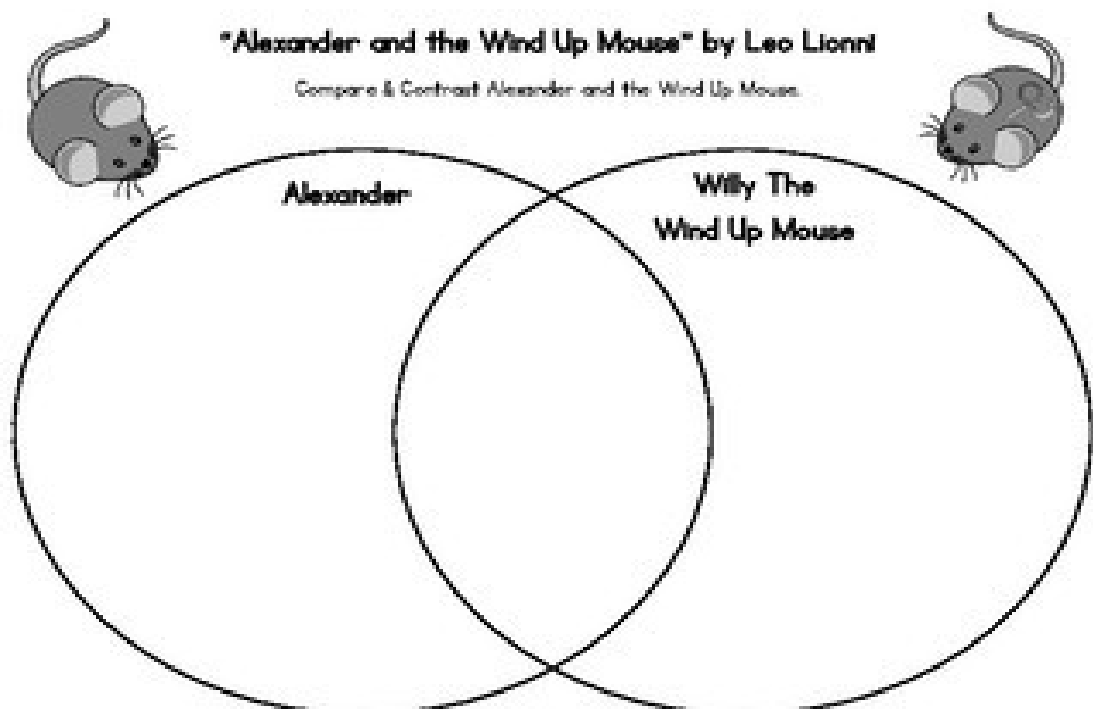 "Alexander and the Wind Up Mouse" by Leo Lionni
Compare & Contrast Alexander and the Wind Up Mouse.
Alexander
Willy The
Wind Up Mouse